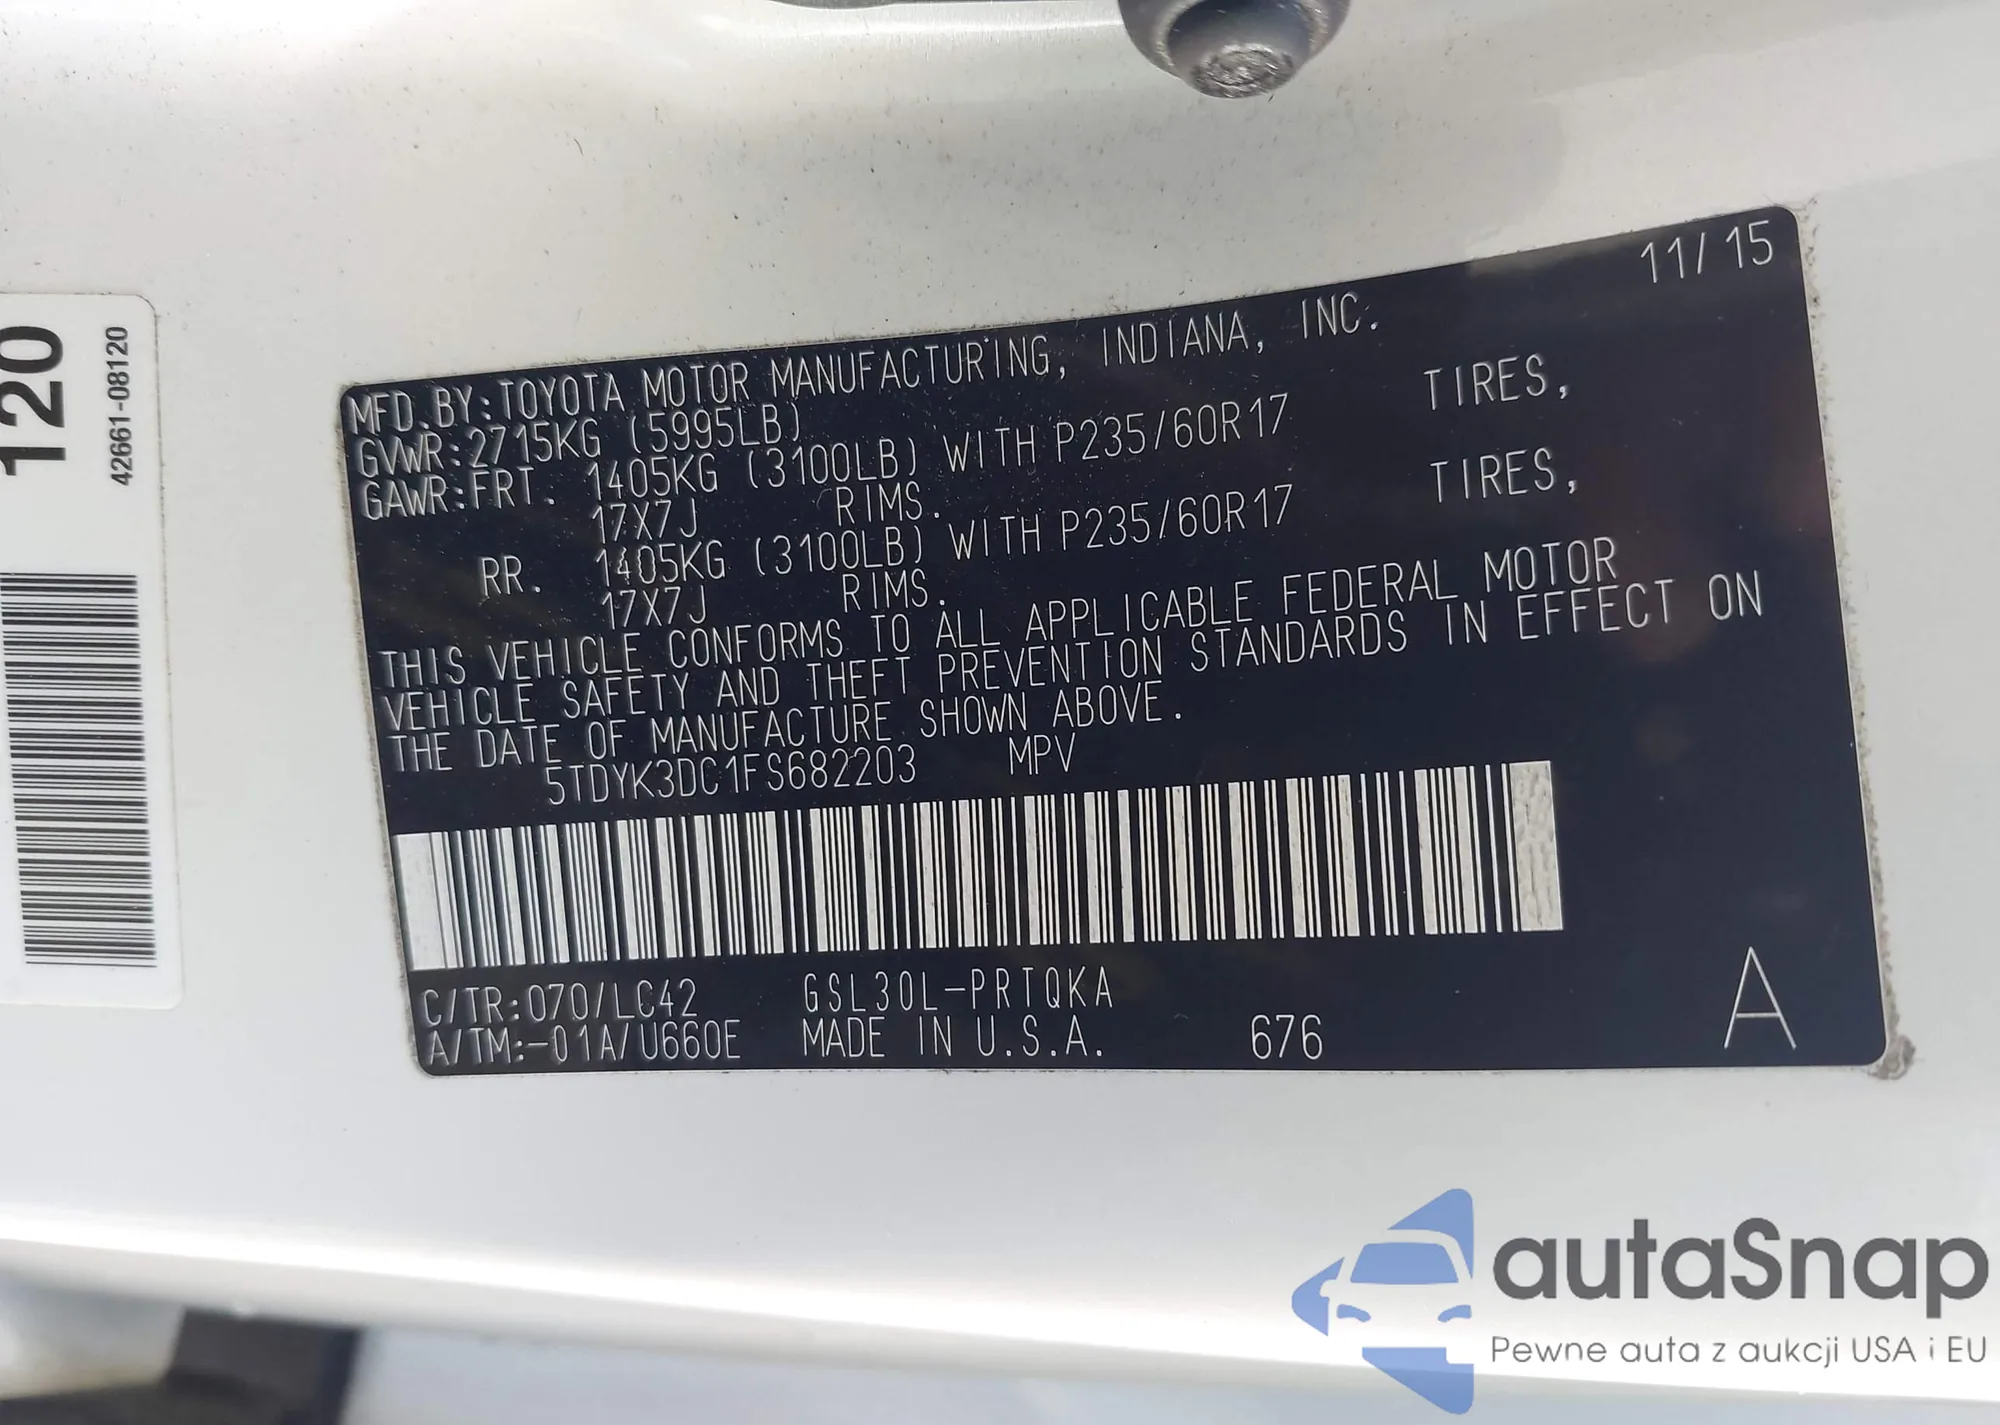 120
42661-08120
11/15
MFD.BY:TOYOTA MOTOR MANUFACTURING, INDIANA, INC.
GVWR:2715KG (5995LB)
GAWR:FRT. 1405KG (3100LB) WITH P235/60R17 TIRES,
17X7J RIMS.
RR. 1405KG (3100LB) WITH P235/60R17 TIRES,
17X7J RIMS.
THIS VEHICLE CONFORMS TO ALL APPLICABLE FEDERAL MOTOR
VEHICLE SAFETY AND THEFT PREVENTION STANDARDS IN EFFECT ON
THE DATE OF MANUFACTURE SHOWN ABOVE.
5TDYK3DC1FS682203 MPV
C/TR:070/LC42 GSL30L-PRTQKA
A/TM:-01A/U660E MADE IN U.S.A. 676 A
autaSnap
Pewne auta z aukcji USA i EU